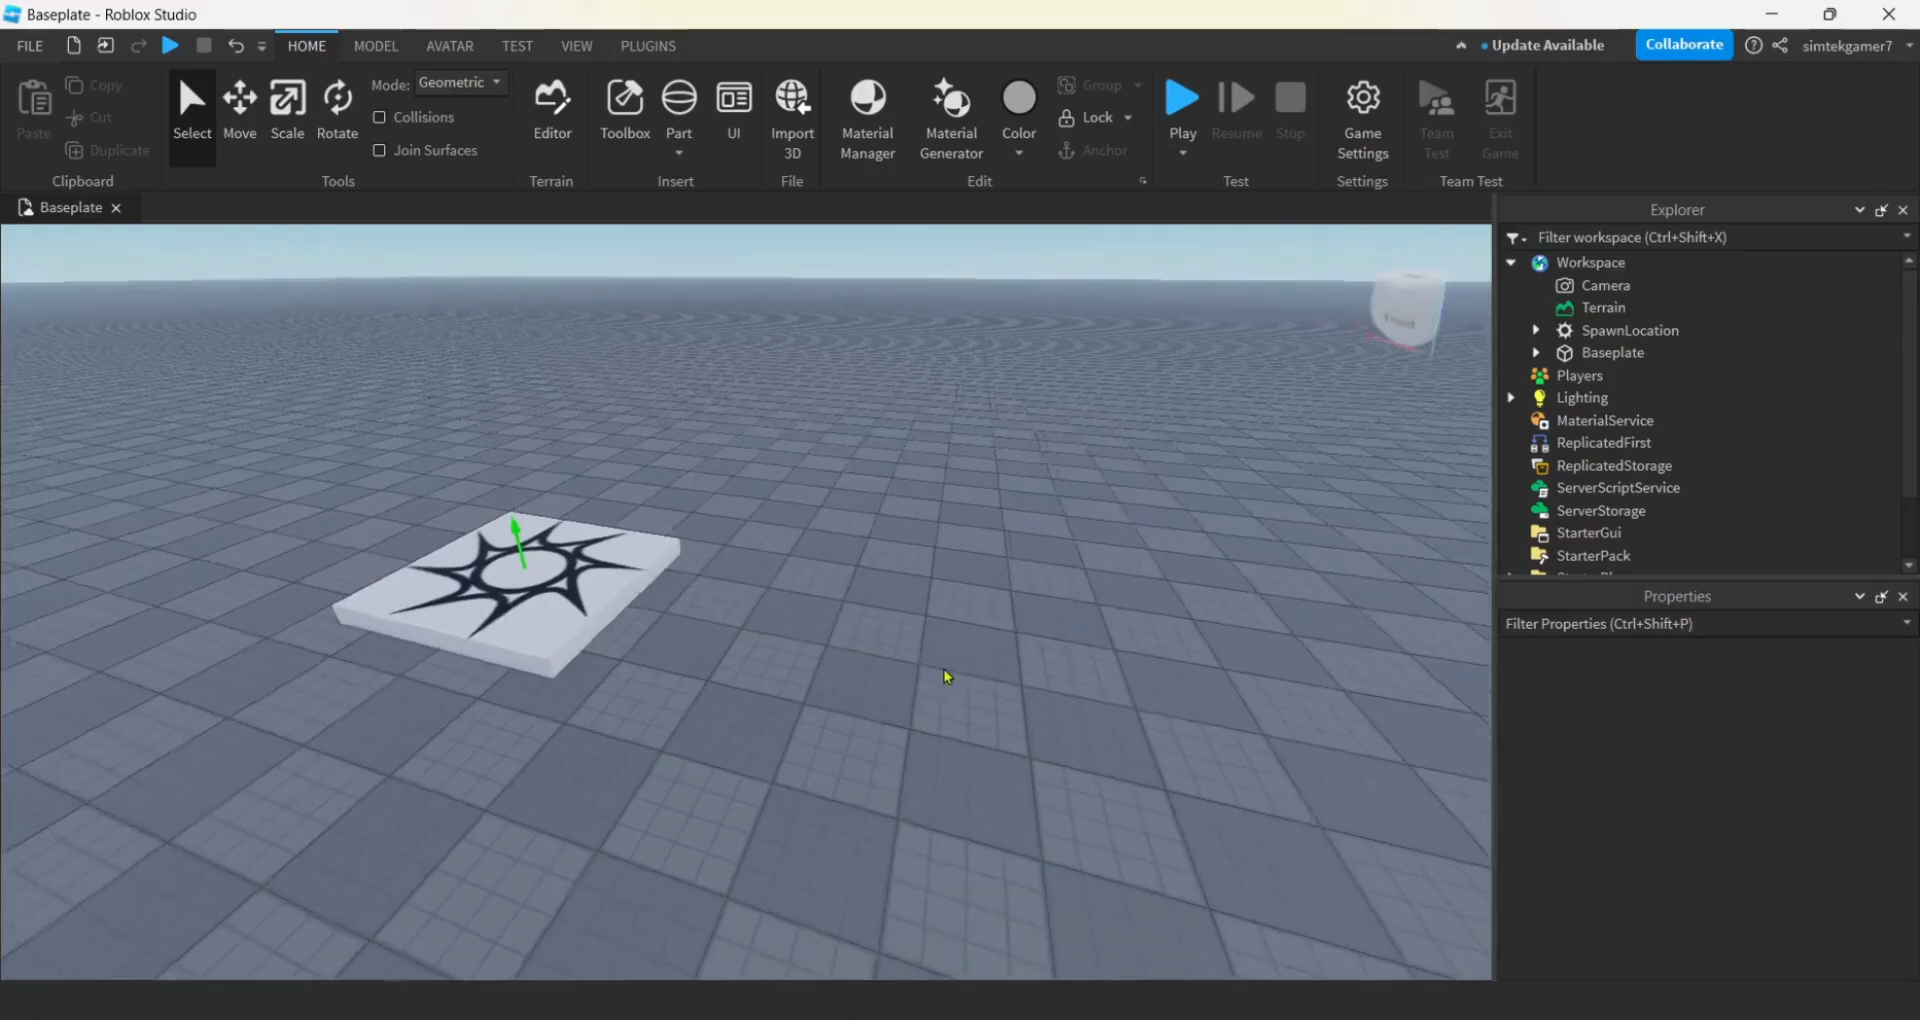 Baseplate - Roblox Studio
FILE HOME MODEL AVATAR TEST VIEW PLUGINS Update Available Collaborate simtekgamer7
Paste Copy Cut Duplicate
Clipboard
Select Move Scale Rotate
Mode: Geometric
Collisions
Join Surfaces
Tools
Editor
Terrain
Toolbox Part UI
Insert
Import 3D
File
Material Manager
Material Generator
Color
Group
Lock
Anchor
Edit
Play Resume Stop
Test
Game Settings
Settings
Team Test
Exit Game
Team Test
Baseplate
Explorer
Filter workspace (Ctrl+Shift+X)
Workspace
Camera
Terrain
SpawnLocation
Baseplate
Players
Lighting
MaterialService
ReplicatedFirst
ReplicatedStorage
ServerScriptService
ServerStorage
StarterGui
StarterPack
Properties
Filter Properties (Ctrl+Shift+P)